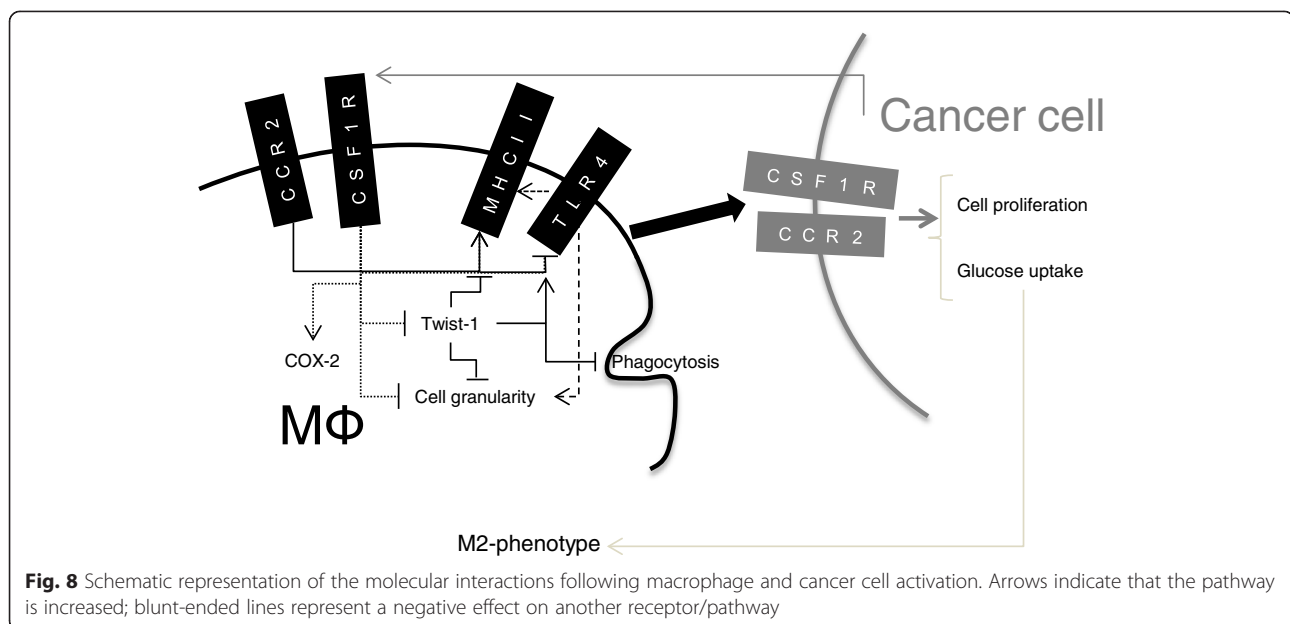 CCR2
CSF1R
MHCII
TLR4
Cancer cell
CSF1R
CCR2
Cell proliferation
Glucose uptake
Twist-1
COX-2
Phagocytosis
Cell granularity
MΦ
M2-phenotype
Fig. 8 Schematic representation of the molecular interactions following macrophage and cancer cell activation. Arrows indicate that the pathway
is increased; blunt-ended lines represent a negative effect on another receptor/pathway